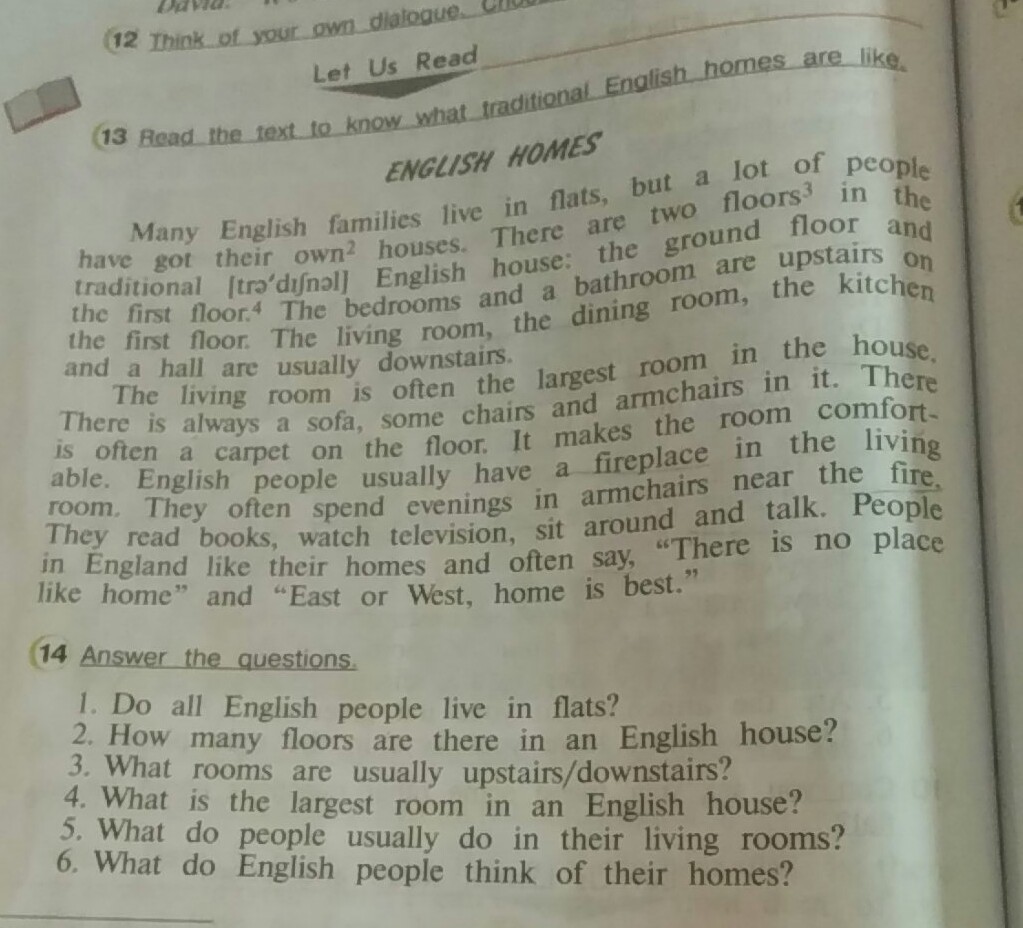 David.
12 Think of your own dialogue.
Let Us Read
13 Read the text to know what traditional English homes are like.
ENGLISH HOMES
Many English families live in flats, but a lot of people
have got their own² houses. There are two floors³ in the
traditional [trə'dıʃnəl] English house: the ground floor and
the first floor.⁴ The bedrooms and a bathroom are upstairs on
the first floor. The living room, the dining room, the kitchen
and a hall are usually downstairs.
The living room is often the largest room in the house.
There is always a sofa, some chairs and armchairs in it. There
is often a carpet on the floor. It makes the room comfort-
able. English people usually have a fireplace in the living
room. They often spend evenings in armchairs near the fire.
They read books, watch television, sit around and talk. People
in England like their homes and often say, “There is no place
like home” and “East or West, home is best.”
14 Answer the questions.
1. Do all English people live in flats?
2. How many floors are there in an English house?
3. What rooms are usually upstairs/downstairs?
4. What is the largest room in an English house?
5. What do people usually do in their living rooms?
6. What do English people think of their homes?